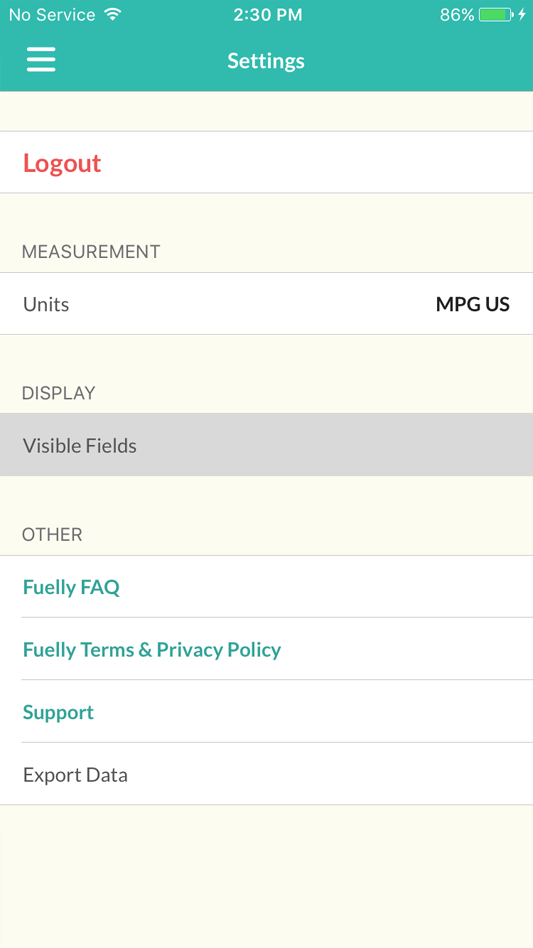 No Service 2:30 PM 86%
Settings
Logout
MEASUREMENT
Units MPG US
DISPLAY
Visible Fields
OTHER
Fuelly FAQ
Fuelly Terms & Privacy Policy
Support
Export Data